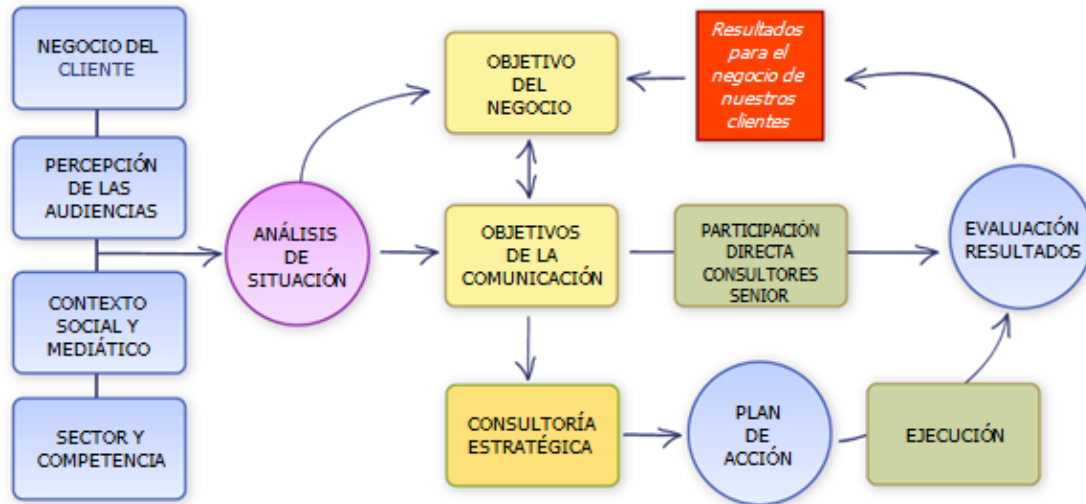 NEGOCIO DEL
CLIENTE
PERCEPCIÓN
DE LAS
AUDIENCIAS
CONTEXTO
SOCIAL Y
MEDIÁTICO
SECTOR Y
COMPETENCIA
ANÁLISIS
DE
SITUACIÓN
OBJETIVO
DEL
NEGOCIO
OBJETIVOS
DE LA
COMUNICACIÓN
CONSULTORÍA
ESTRATÉGICA
Resultados
para el
negocio de
nuestros
clientes
PARTICIPACIÓN
DIRECTA
CONSULTORES
SENIOR
PLAN
DE
ACCIÓN
EJECUCIÓN
EVALUACIÓN
RESULTADOS